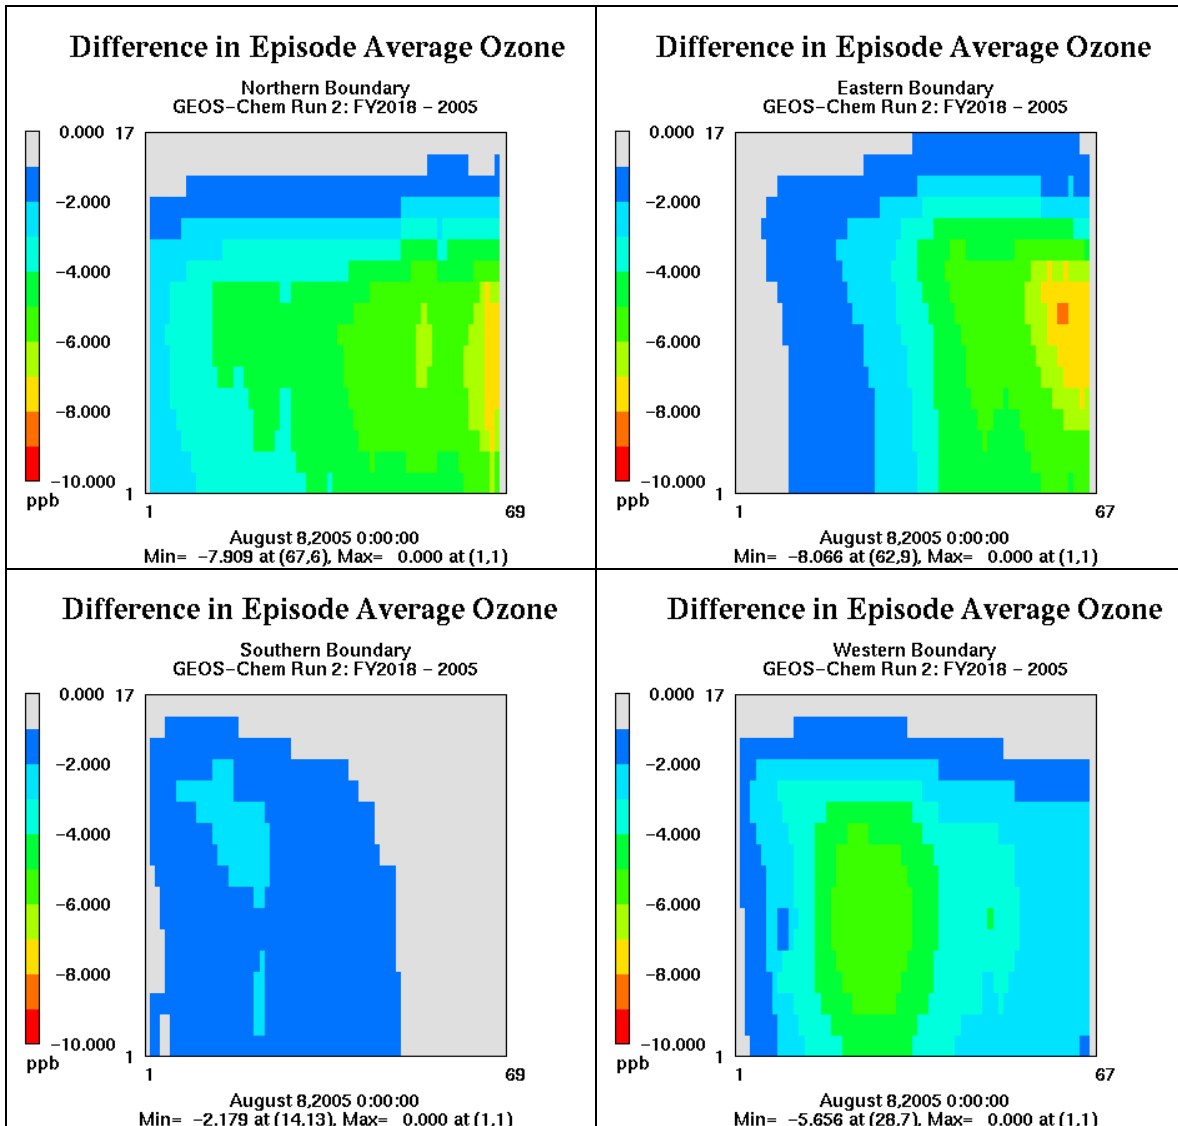 Difference in Episode Average Ozone
Northern Boundary
GEOS-Chem Run 2: FY2018 - 2005
0.000
-2.000
-4.000
-6.000
-8.000
-10.000
ppb
17
1
1
69
August 8,2005 0:00:00
Min= -7.909 at (67,6), Max= 0.000 at (1,1)
Difference in Episode Average Ozone
Eastern Boundary
GEOS-Chem Run 2: FY2018 - 2005
0.000
-2.000
-4.000
-6.000
-8.000
-10.000
ppb
17
1
1
67
August 8,2005 0:00:00
Min= -8.066 at (62,9), Max= 0.000 at (1,1)
Difference in Episode Average Ozone
Southern Boundary
GEOS-Chem Run 2: FY2018 - 2005
0.000
-2.000
-4.000
-6.000
-8.000
-10.000
ppb
17
1
1
69
August 8,2005 0:00:00
Min= -2.179 at (14,13), Max= 0.000 at (1,1)
Difference in Episode Average Ozone
Western Boundary
GEOS-Chem Run 2: FY2018 - 2005
0.000
-2.000
-4.000
-6.000
-8.000
-10.000
ppb
17
1
1
67
August 8,2005 0:00:00
Min= -5.656 at (28,7), Max= 0.000 at (1,1)